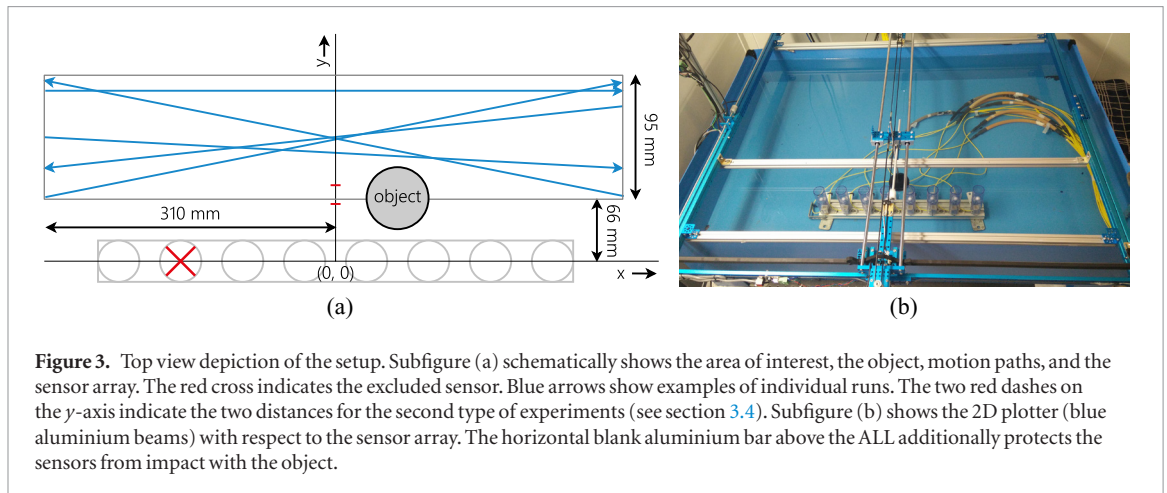 y
95 mm
object
310 mm
66 mm
(0, 0)
x
(a)
(b)
Figure 3. Top view depiction of the setup. Subfigure (a) schematically shows the area of interest, the object, motion paths, and the
sensor array. The red cross indicates the excluded sensor. Blue arrows show examples of individual runs. The two red dashes on
the y-axis indicate the two distances for the second type of experiments (see section 3.4). Subfigure (b) shows the 2D plotter (blue
aluminium beams) with respect to the sensor array. The horizontal blank aluminium bar above the ALL additionally protects the
sensors from impact with the object.